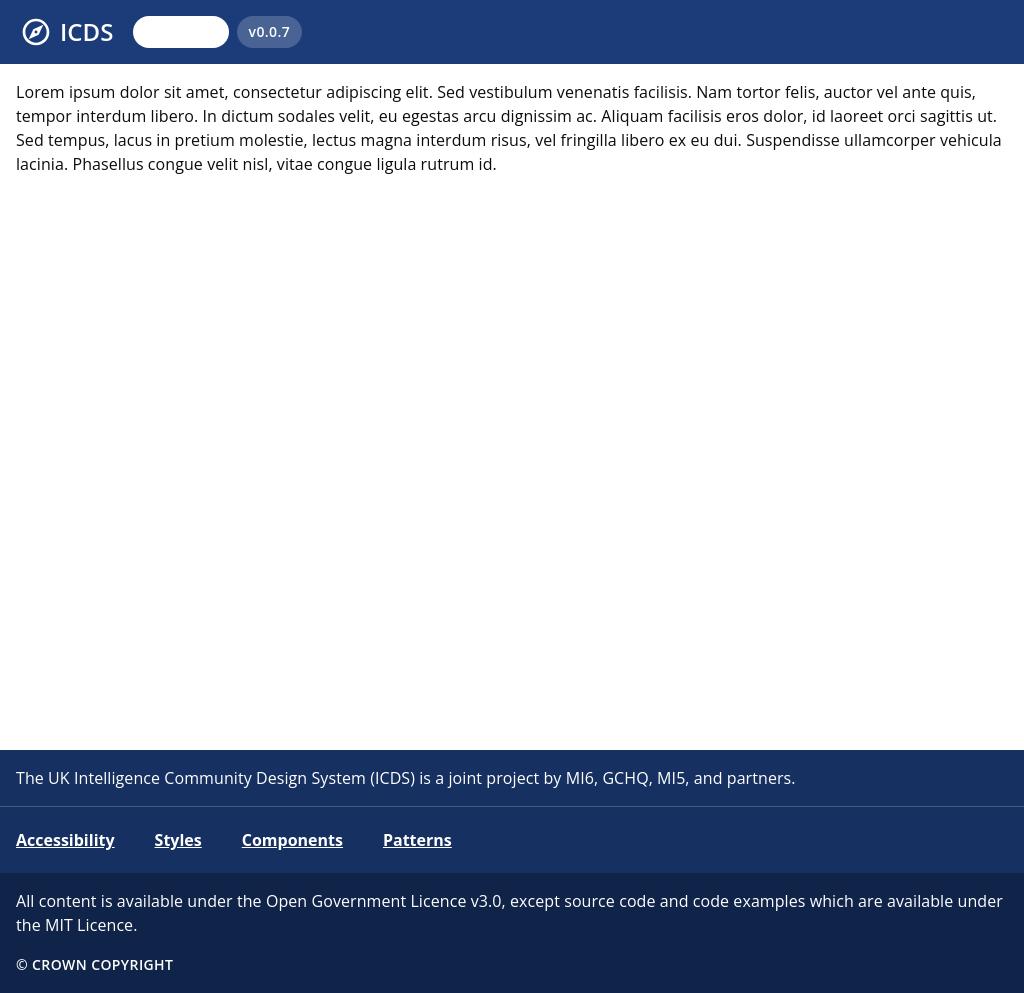 ICDS v0.0.7
Lorem ipsum dolor sit amet, consectetur adipiscing elit. Sed vestibulum venenatis facilisis. Nam tortor felis, auctor vel ante quis,
tempor interdum libero. In dictum sodales velit, eu egestas arcu dignissim ac. Aliquam facilisis eros dolor, id laoreet orci sagittis ut.
Sed tempus, lacus in pretium molestie, lectus magna interdum risus, vel fringilla libero ex eu dui. Suspendisse ullamcorper vehicula
lacinia. Phasellus congue velit nisl, vitae congue ligula rutrum id.
The UK Intelligence Community Design System (ICDS) is a joint project by MI6, GCHQ, MI5, and partners.
Accessibility Styles Components Patterns
All content is available under the Open Government Licence v3.0, except source code and code examples which are available under
the MIT Licence.
© CROWN COPYRIGHT